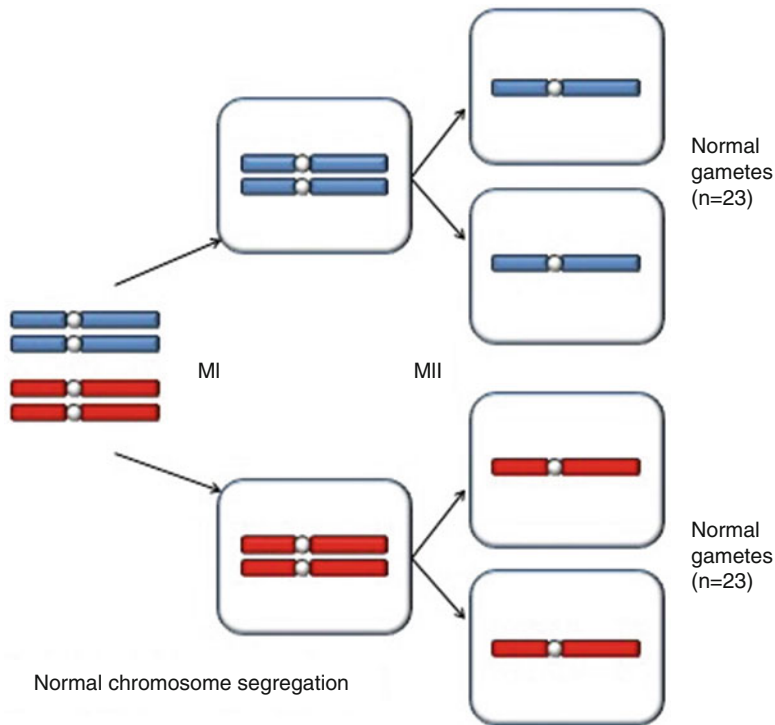 Normal
gametes
(n=23)
MI
MII
Normal
gametes
(n=23)
Normal chromosome segregation